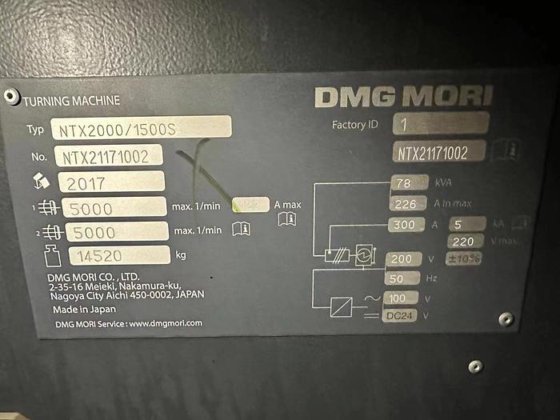 TURNING MACHINE
DMG MORI
Typ NTX2000/1500S
Factory ID 1
No. NTX21171002
NTX21171002
2017
78 kVA
1 5000 max. 1/min A max
226 A In max
300 A 5 kA
2 5000 max. 1/min
220 V max
14520 kg
200 V ±10%
50 Hz
DMG MORI CO., LTD.
2-35-16 Meieki, Nakamura-ku,
Nagoya City Aichi 450-0002, JAPAN
Made in Japan
~ 100 V
DC24 V
DMG MORI Service : www.dmgmori.com